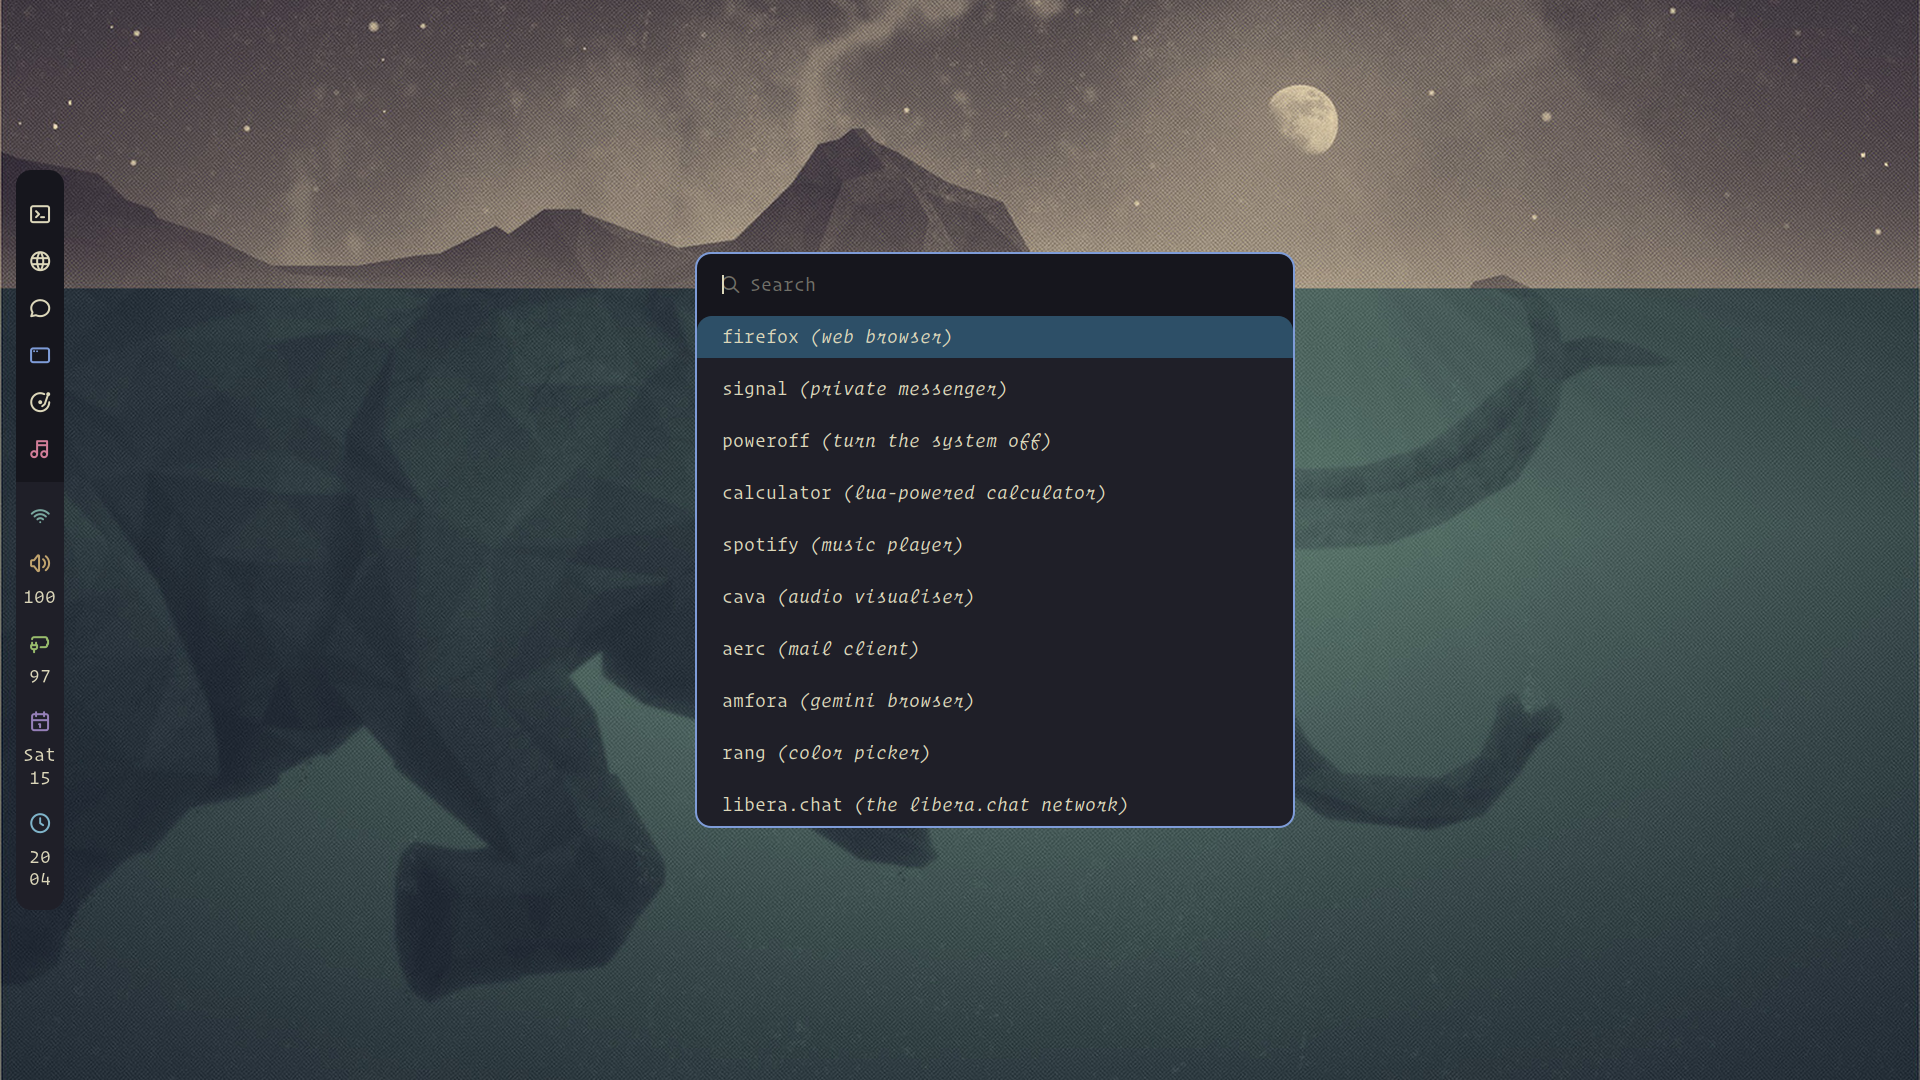 100
97
Sat
15
20
04
Search
firefox (web browser)
signal (private messenger)
poweroff (turn the system off)
calculator (lua-powered calculator)
spotify (music player)
cava (audio visualiser)
aerc (mail client)
amfora (gemini browser)
rang (color picker)
libera.chat (the libera.chat network)